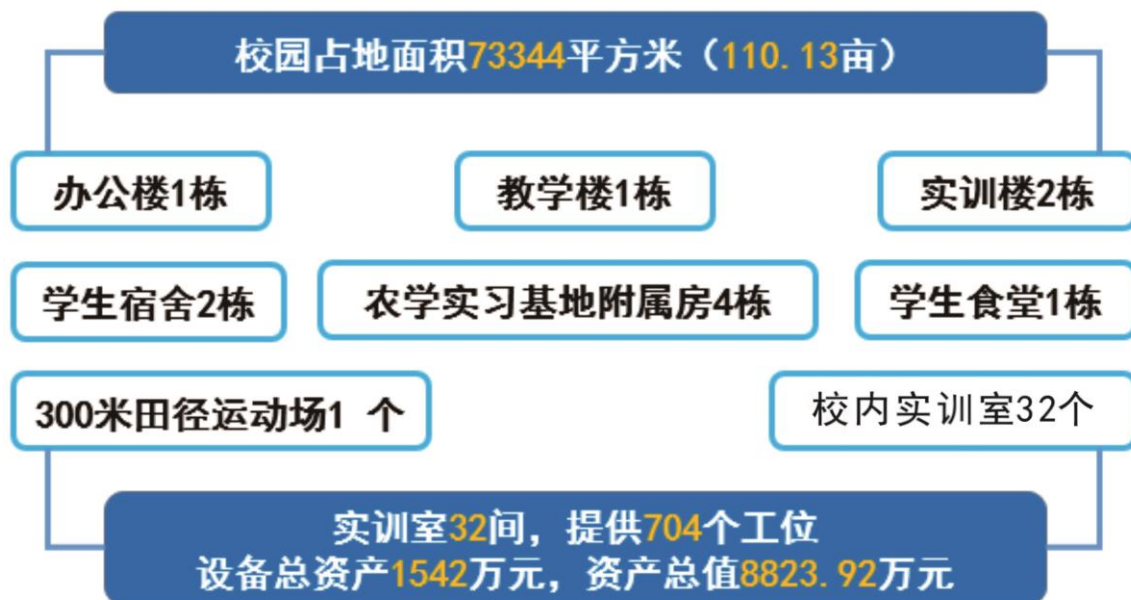 校园占地面积73344平方米（110.13亩）
办公楼1栋
教学楼1栋
实训楼2栋
学生宿舍2栋
农学实习基地附属房4栋
学生食堂1栋
300米田径运动场1 个
校内实训室32个
实训室32间，提供704个工位
设备总资产1542万元，资产总值8823.92万元